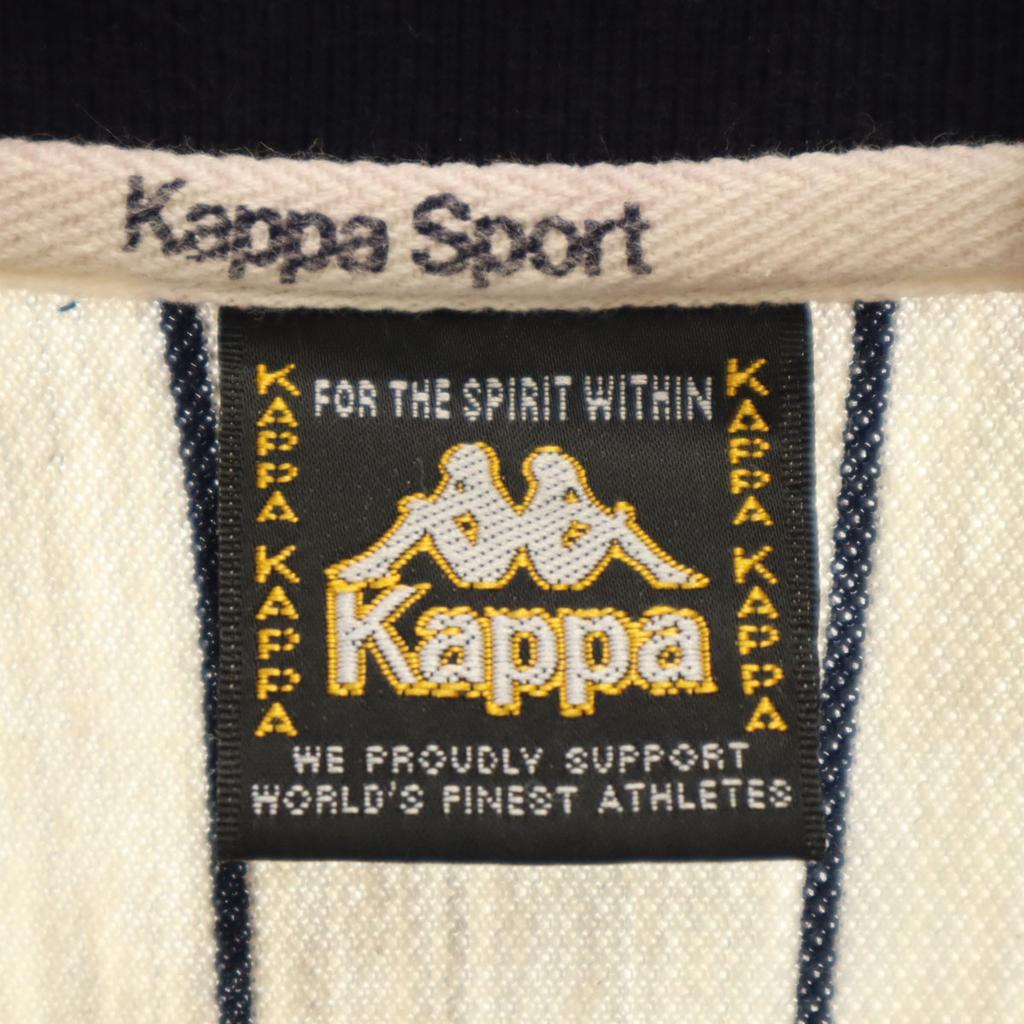 Kappa Sport
FOR THE SPIRIT WITHIN
KAPPA KAPPA
KAPPA KAPPA
Kappa
WE PROUDLY SUPPORT
WORLD'S FINEST ATHLETES